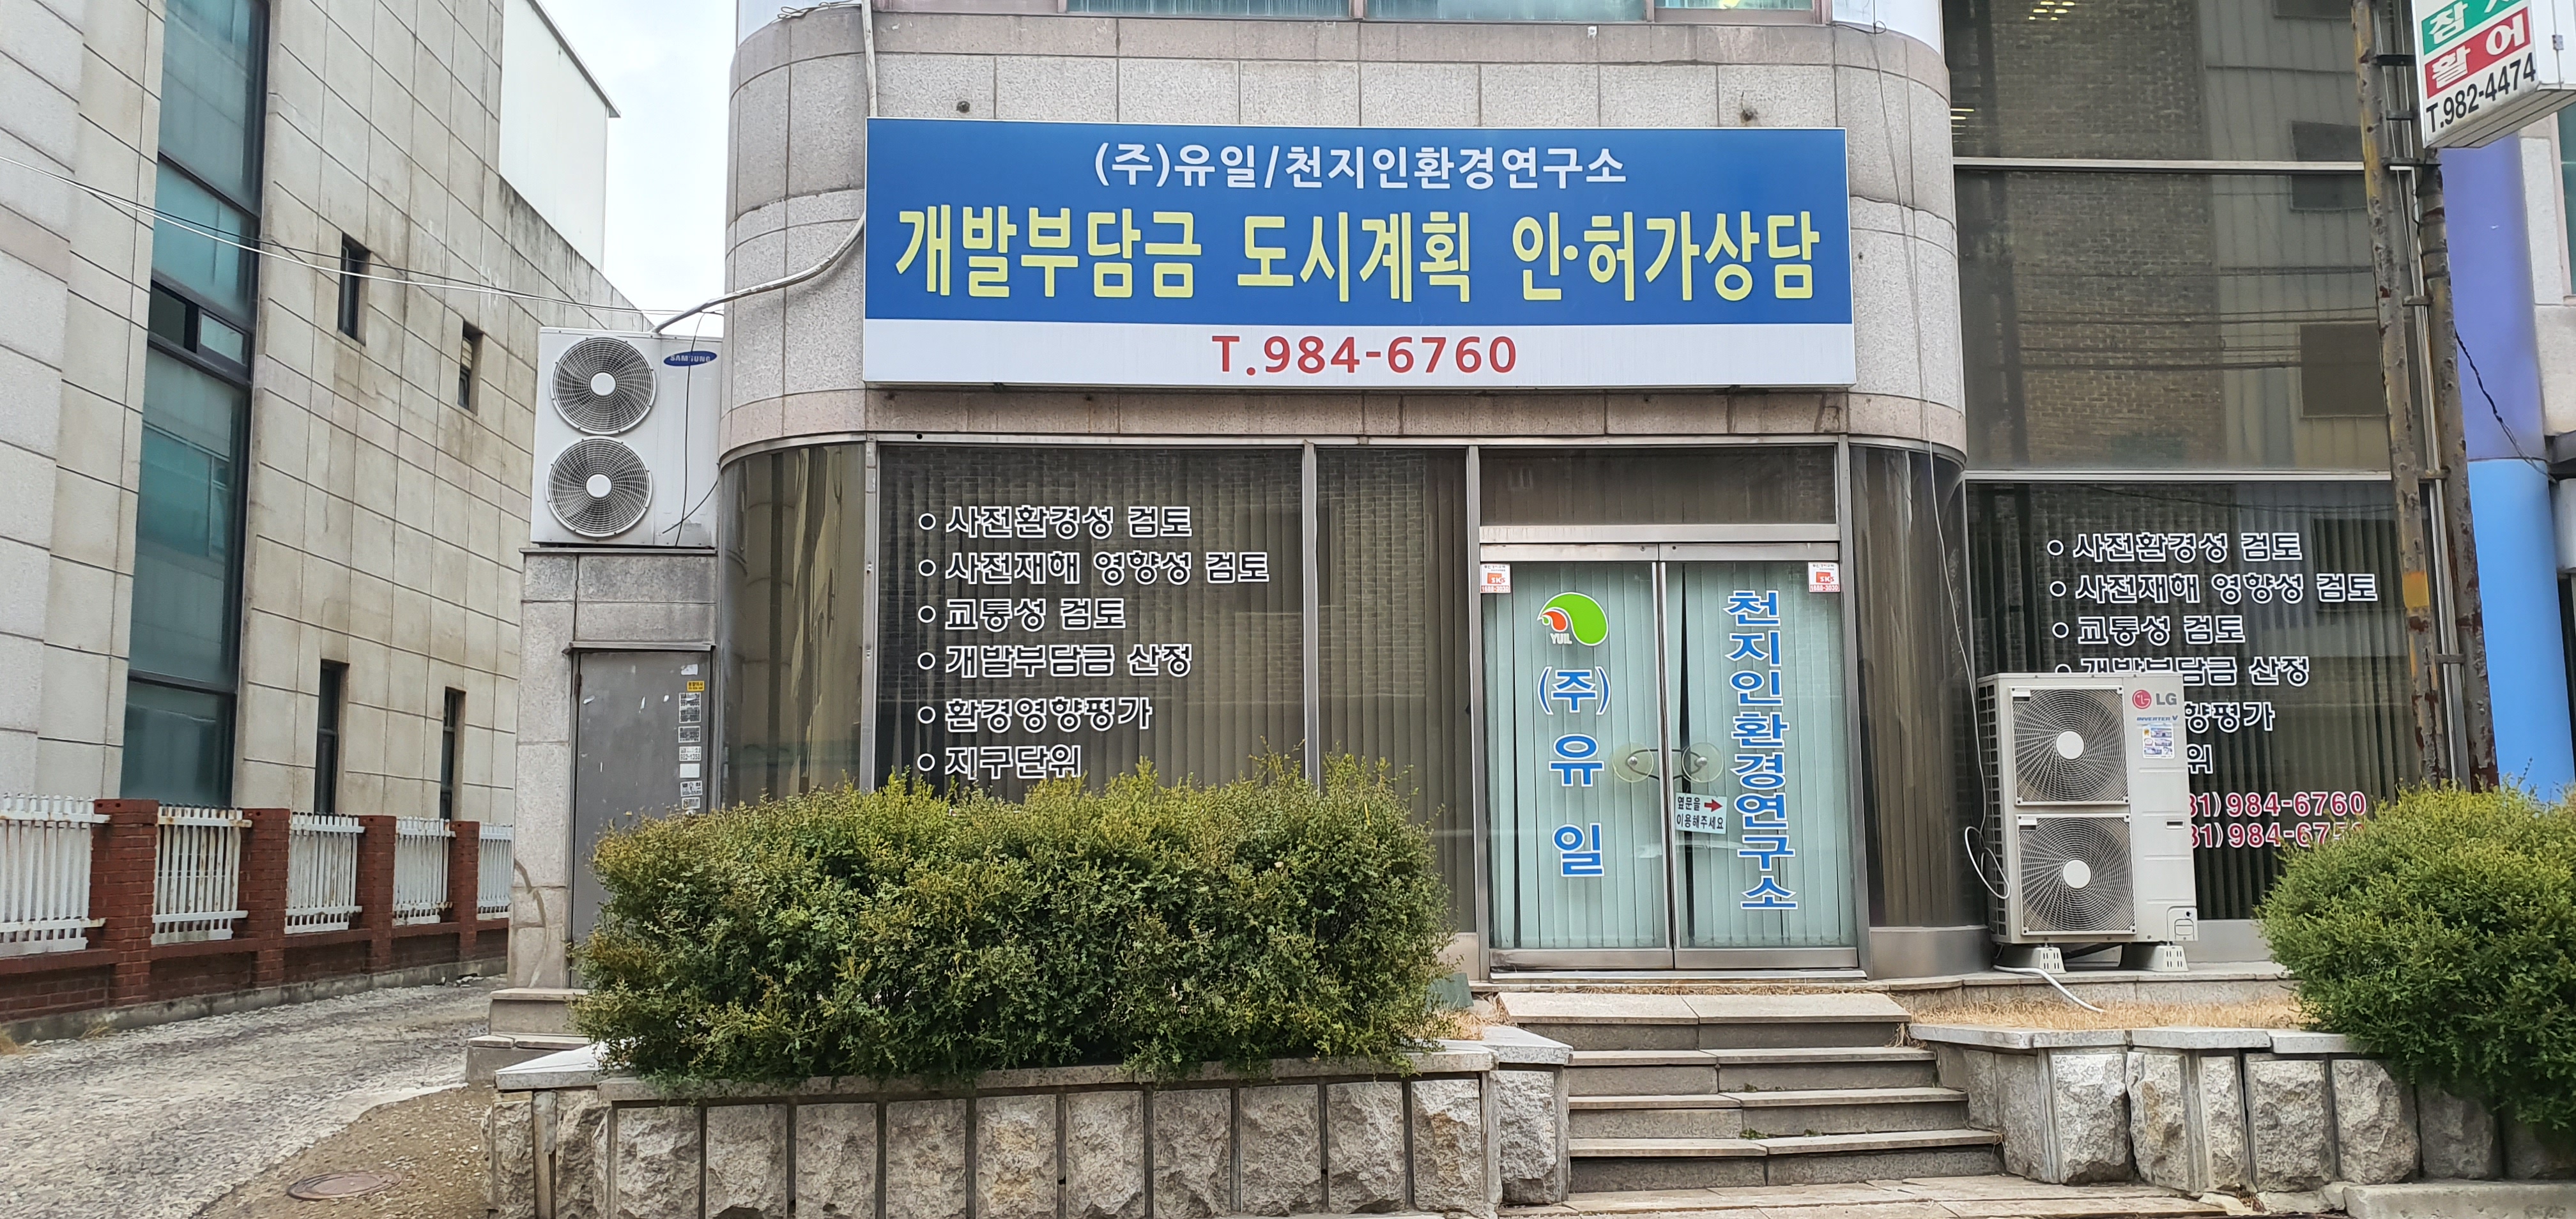 (주)유일/천지인환경연구소
개발부담금 도시계획 인·허가상담
T.984-6760
활어
T.982-4474
SAMSUNG
○ 사전환경성 검토
○ 사전재해 영향성 검토
○ 교통성 검토
○ 개발부담금 산정
○ 환경영향평가
○ 지구단위
YUIL
(주)유일
천지인환경연구소
옆문을
이용해주세요
○ 사전환경성 검토
○ 사전재해 영향성 검토
○ 교통성 검토
○ 개발부담금 산정
향평가
위
31)984-6760
LG